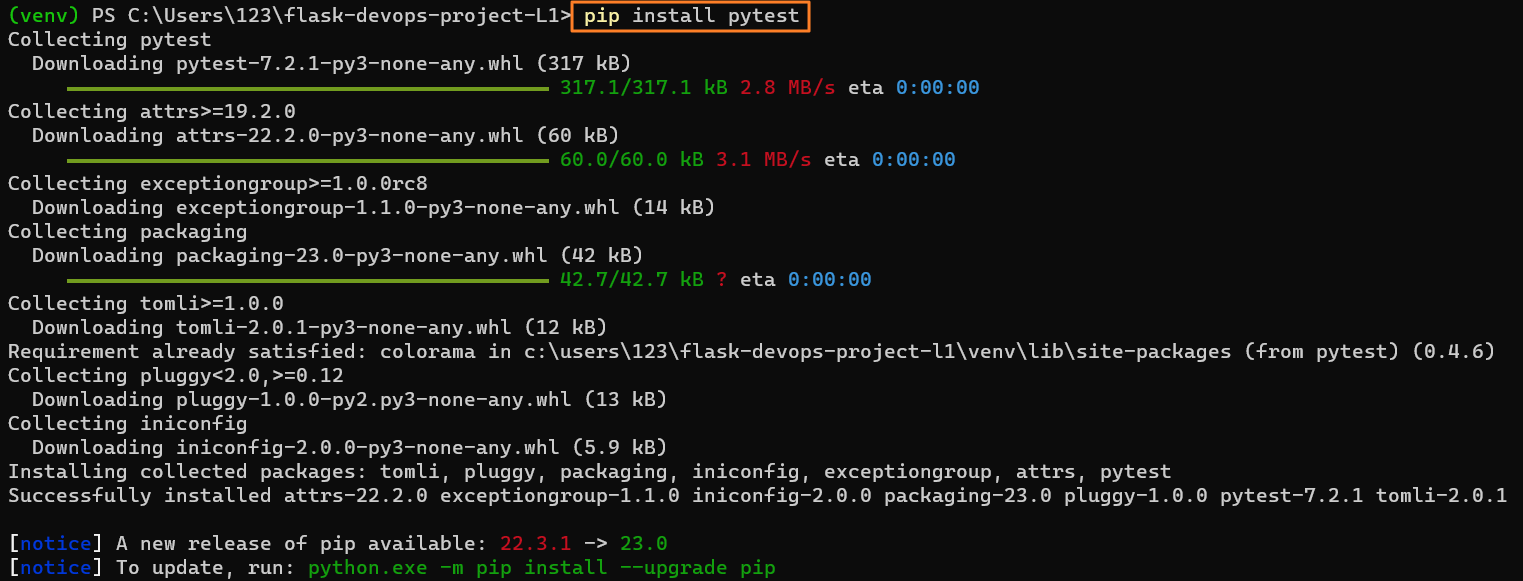 (venv) PS C:\Users\123\flask-devops-project-L1> pip install pytest
Collecting pytest
  Downloading pytest-7.2.1-py3-none-any.whl (317 kB)
     317.1/317.1 kB 2.8 MB/s eta 0:00:00
Collecting attrs>=19.2.0
  Downloading attrs-22.2.0-py3-none-any.whl (60 kB)
     60.0/60.0 kB 3.1 MB/s eta 0:00:00
Collecting exceptiongroup>=1.0.0rc8
  Downloading exceptiongroup-1.1.0-py3-none-any.whl (14 kB)
Collecting packaging
  Downloading packaging-23.0-py3-none-any.whl (42 kB)
     42.7/42.7 kB ? eta 0:00:00
Collecting tomli>=1.0.0
  Downloading tomli-2.0.1-py3-none-any.whl (12 kB)
Requirement already satisfied: colorama in c:\users\123\flask-devops-project-l1\venv\lib\site-packages (from pytest) (0.4.6)
Collecting pluggy<2.0,>=0.12
  Downloading pluggy-1.0.0-py2.py3-none-any.whl (13 kB)
Collecting iniconfig
  Downloading iniconfig-2.0.0-py3-none-any.whl (5.9 kB)
Installing collected packages: tomli, pluggy, packaging, iniconfig, exceptiongroup, attrs, pytest
Successfully installed attrs-22.2.0 exceptiongroup-1.1.0 iniconfig-2.0.0 packaging-23.0 pluggy-1.0.0 pytest-7.2.1 tomli-2.0.1
[notice] A new release of pip available: 22.3.1 -> 23.0
[notice] To update, run: python.exe -m pip install --upgrade pip